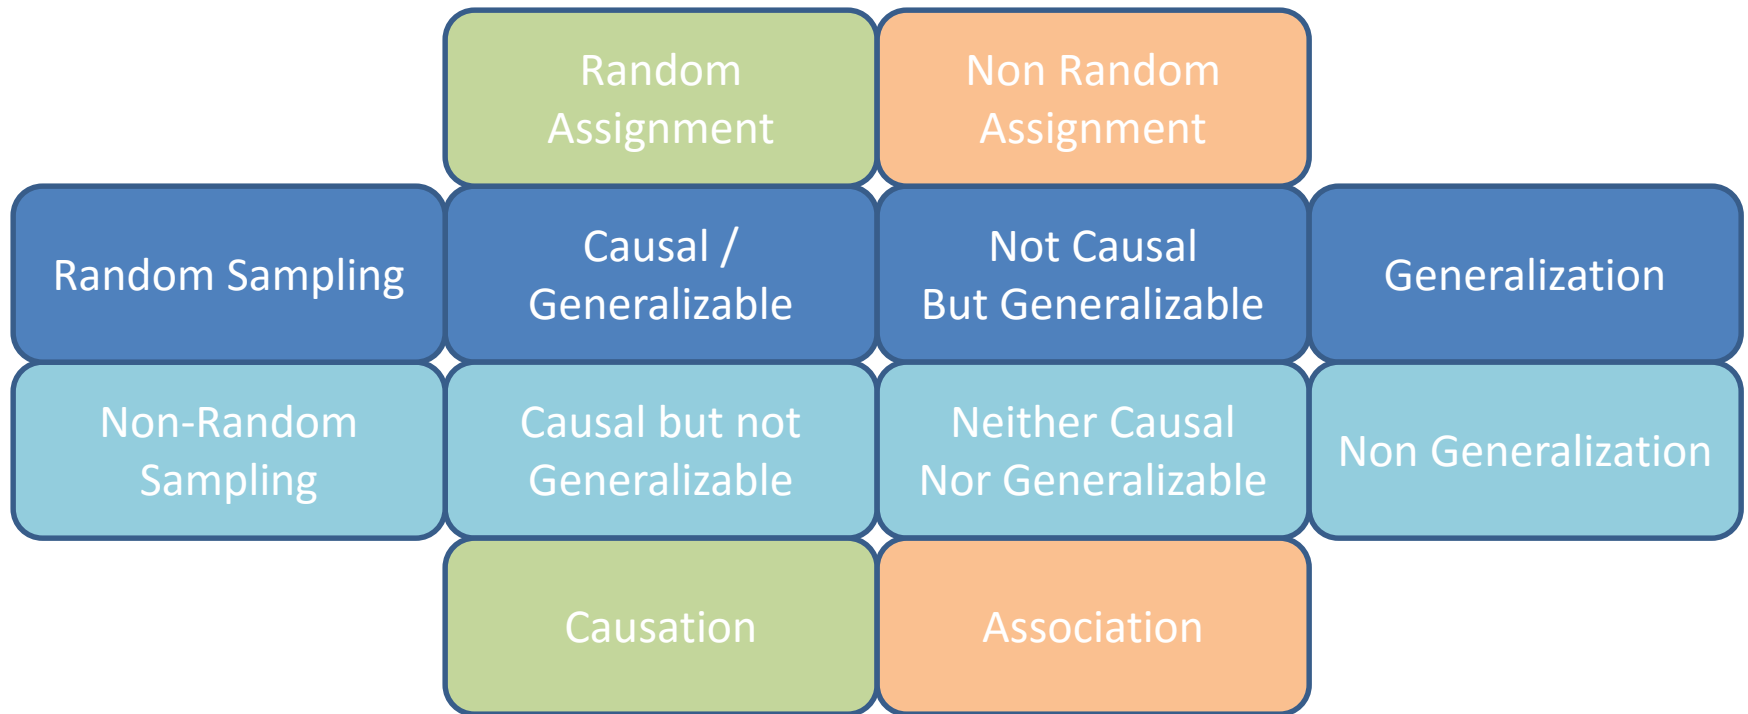 Random
Assignment
Non Random
Assignment
Random Sampling
Causal /
Generalizable
Not Causal
But Generalizable
Generalization
Non-Random
Sampling
Causal but not
Generalizable
Neither Causal
Nor Generalizable
Non Generalization
Causation
Association